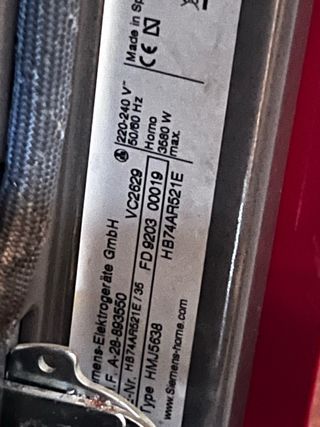 mens-Elektrogeräte GmbH
F. A-28-893550 VC2629
-Nr. HB74AR521E / 35 FD 9203 00019
Type HMJ5638 HB74AR521E
www.siemens-home.com
220-240 V~
50/60 Hz
Horno
3580 W
max.
Made in Sp
CE